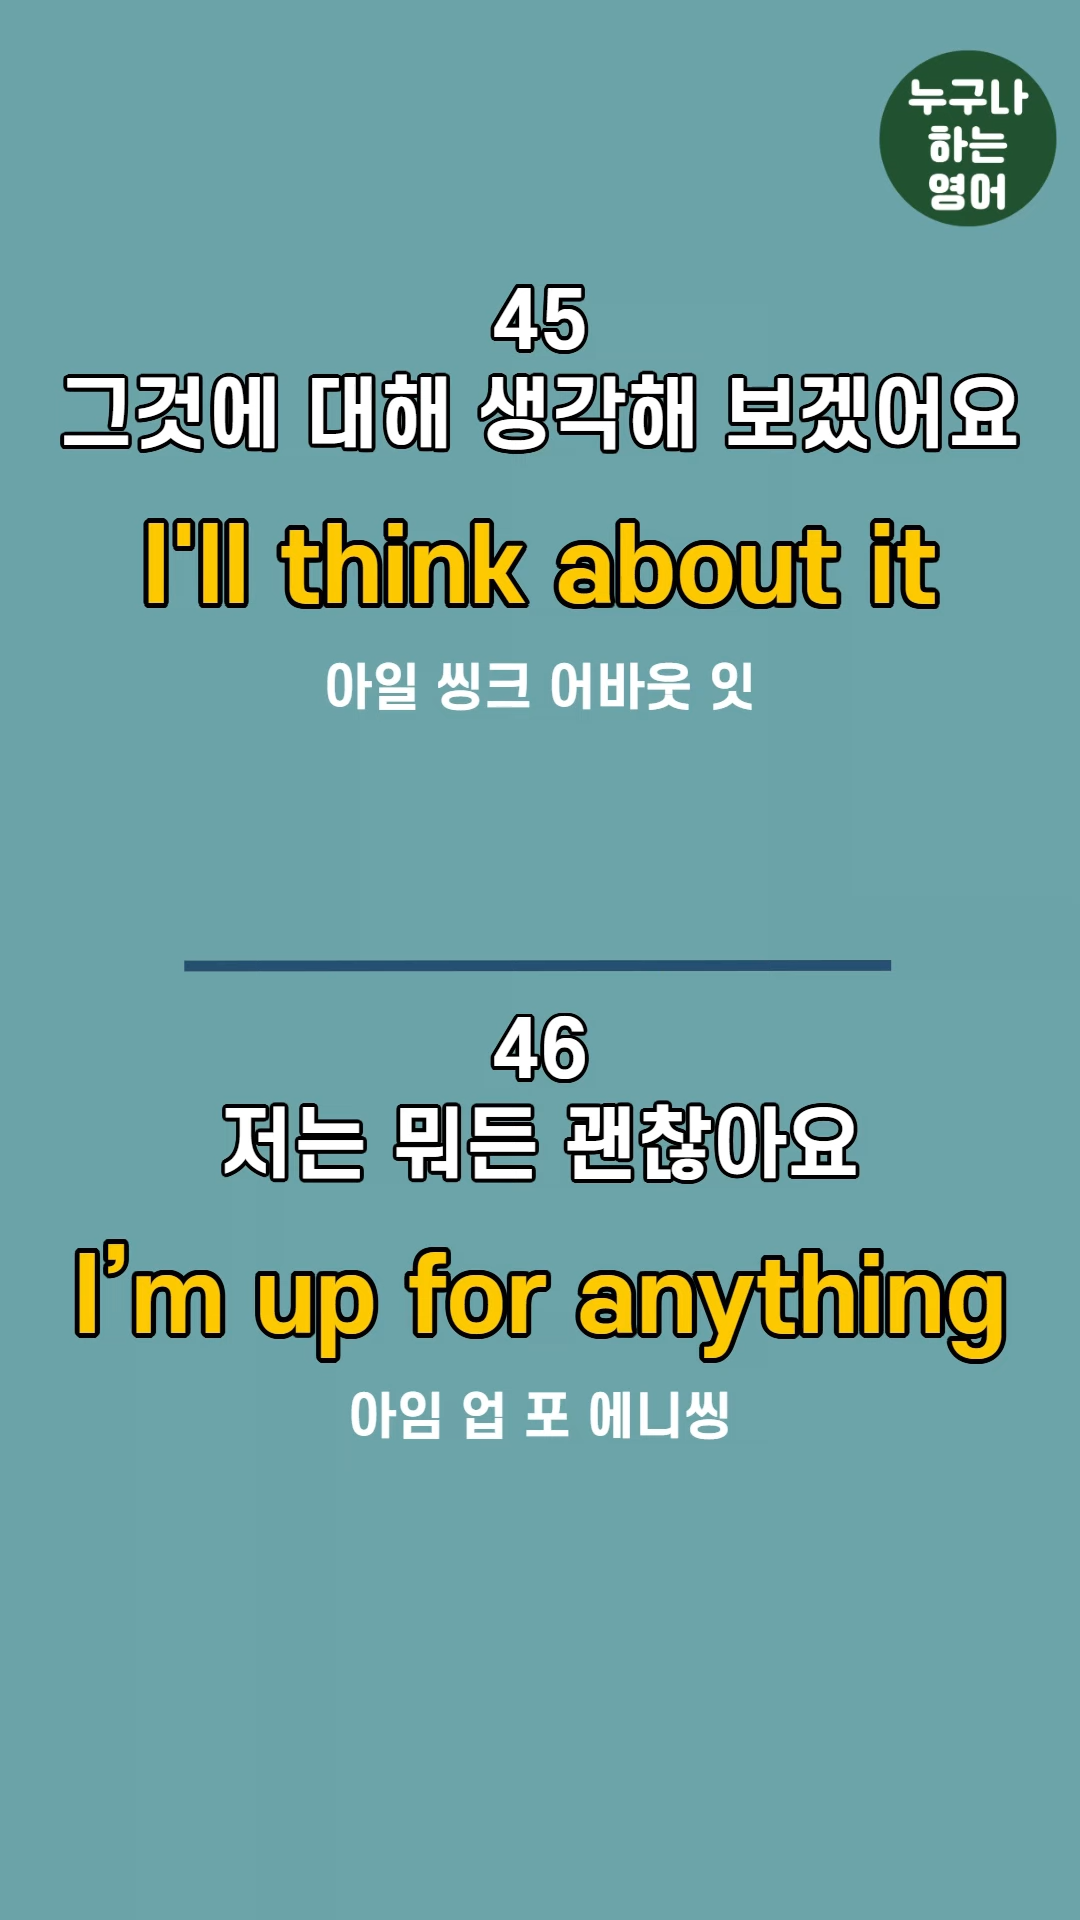 누구나
하는
영어
45
그것에 대해 생각해 보겠어요
I'll think about it
아일 씽크 어바웃 잇
46
저는 뭐든 괜찮아요
I’m up for anything
아임 업 포 에니씽